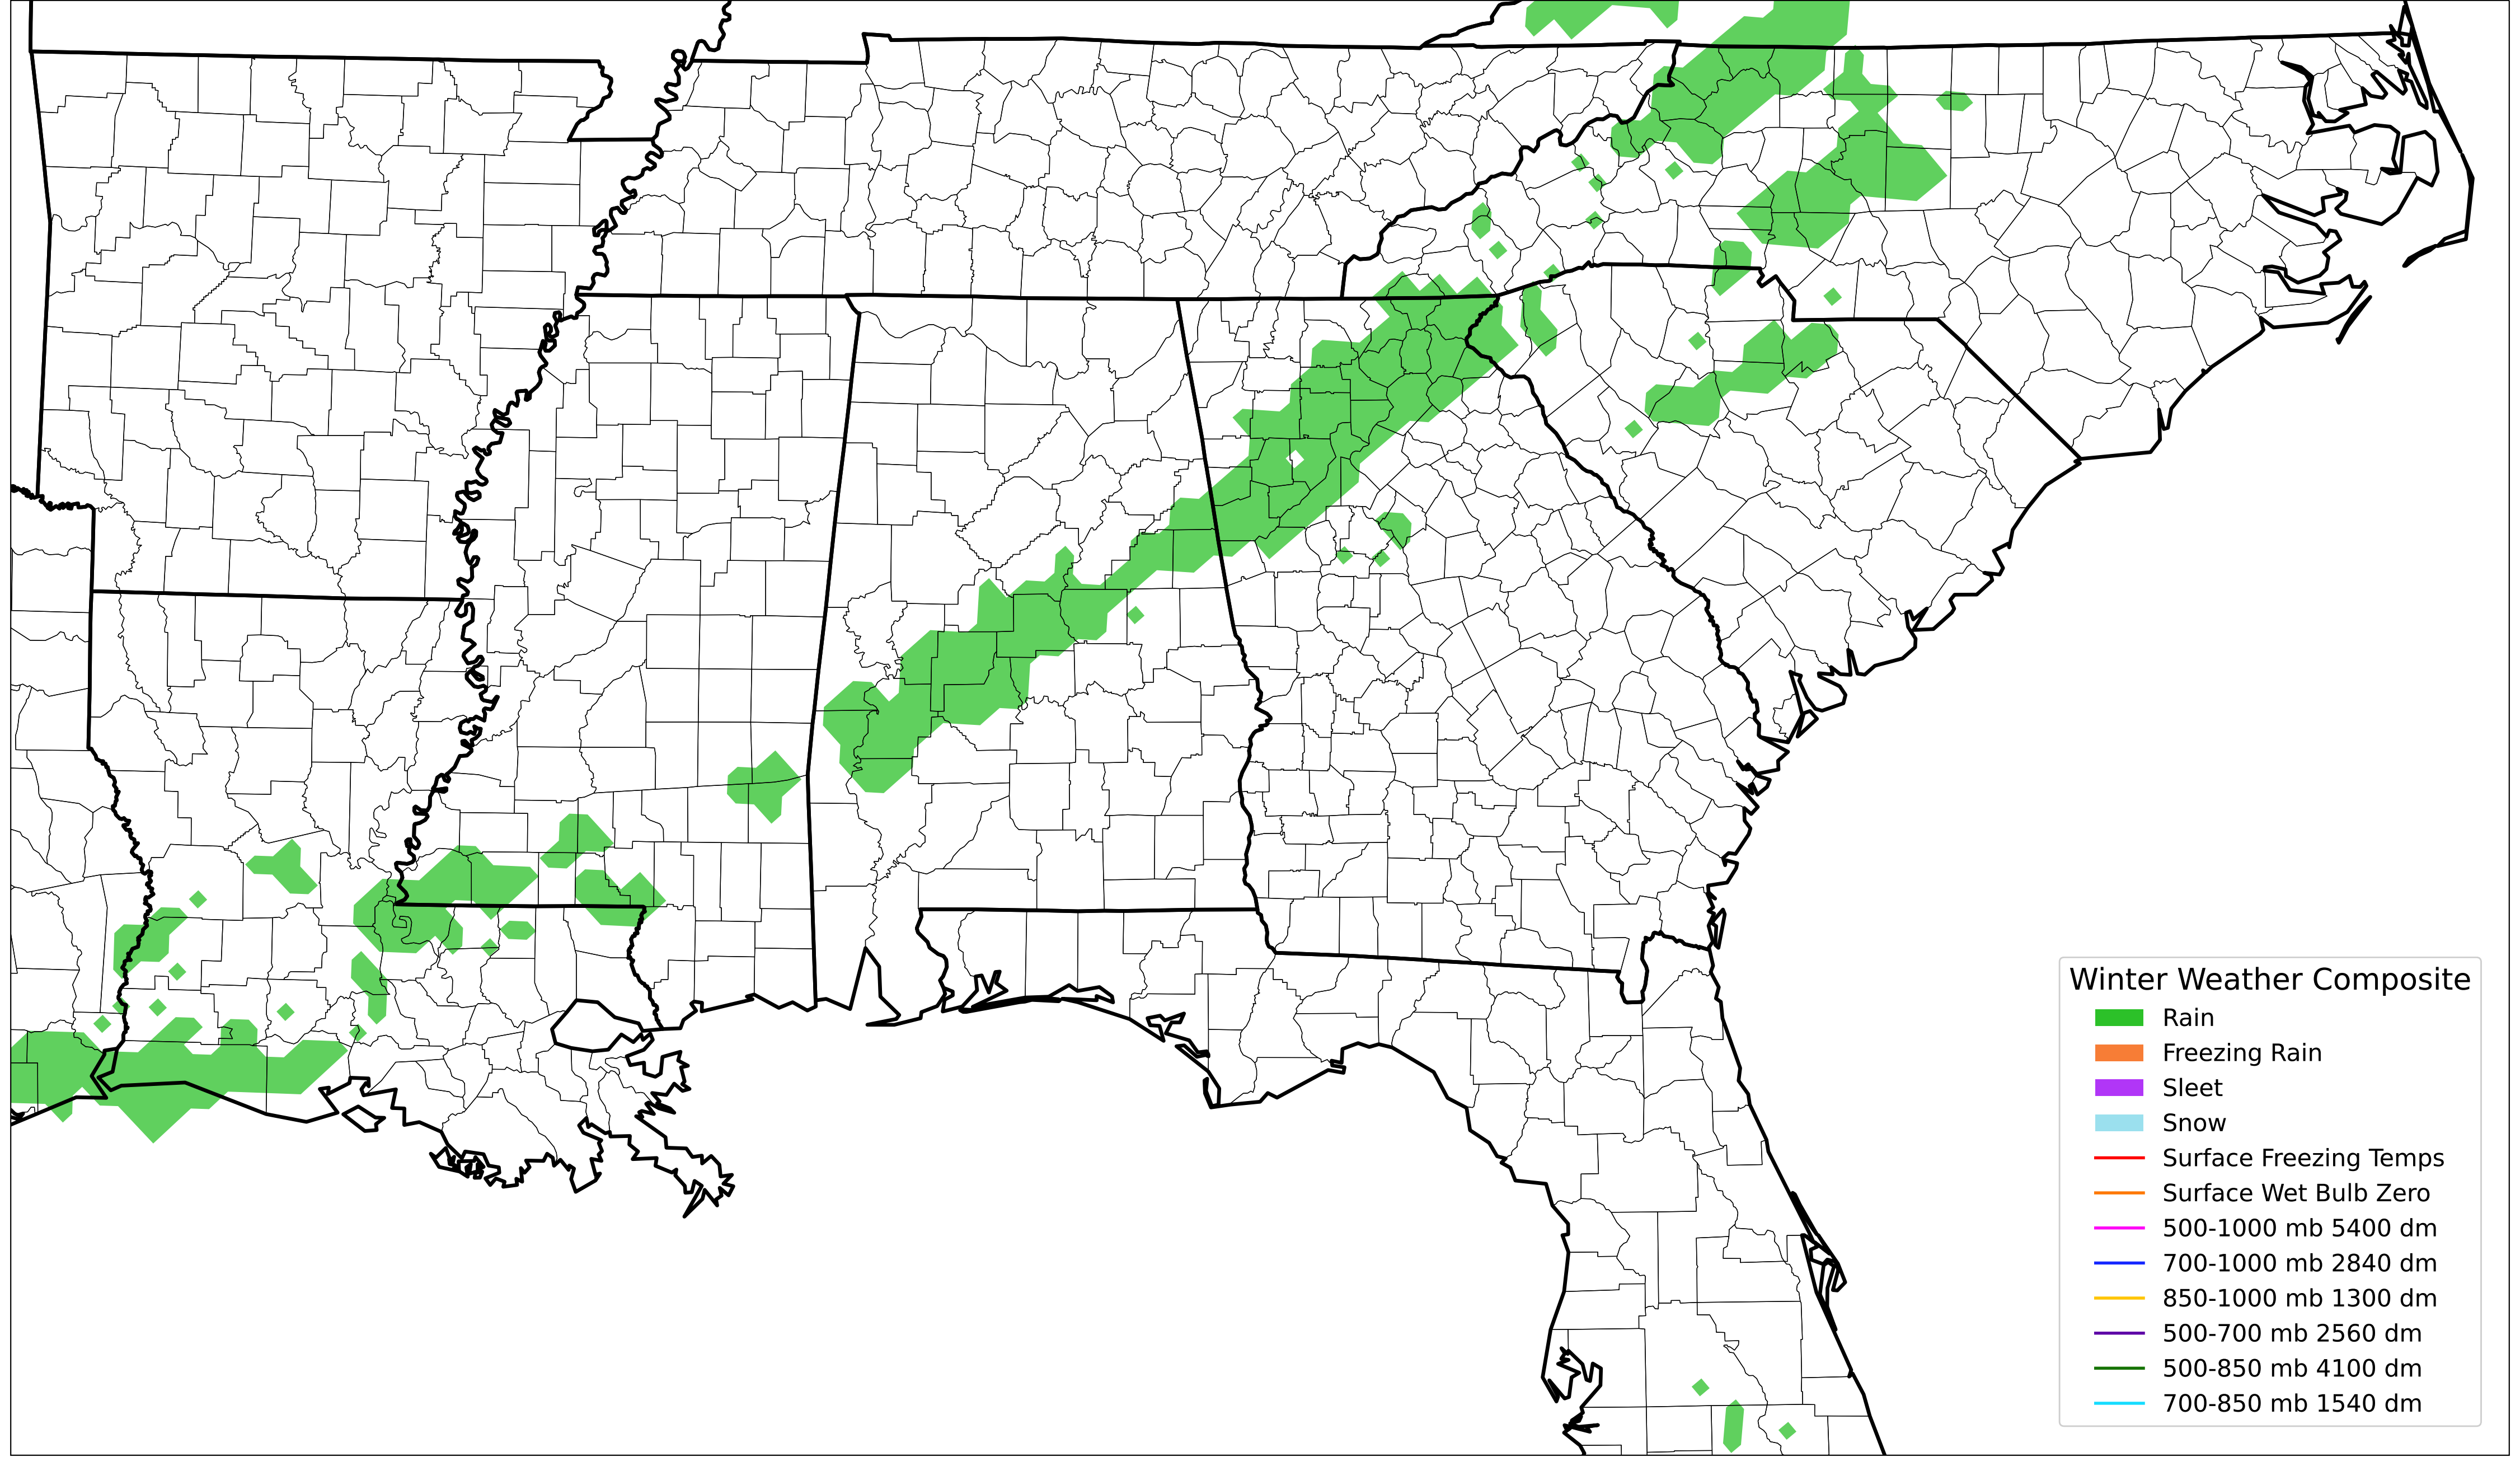 Winter Weather Composite
Rain
Freezing Rain
Sleet
Snow
Surface Freezing Temps
Surface Wet Bulb Zero
500-1000 mb 5400 dm
700-1000 mb 2840 dm
850-1000 mb 1300 dm
500-700 mb 2560 dm
500-850 mb 4100 dm
700-850 mb 1540 dm